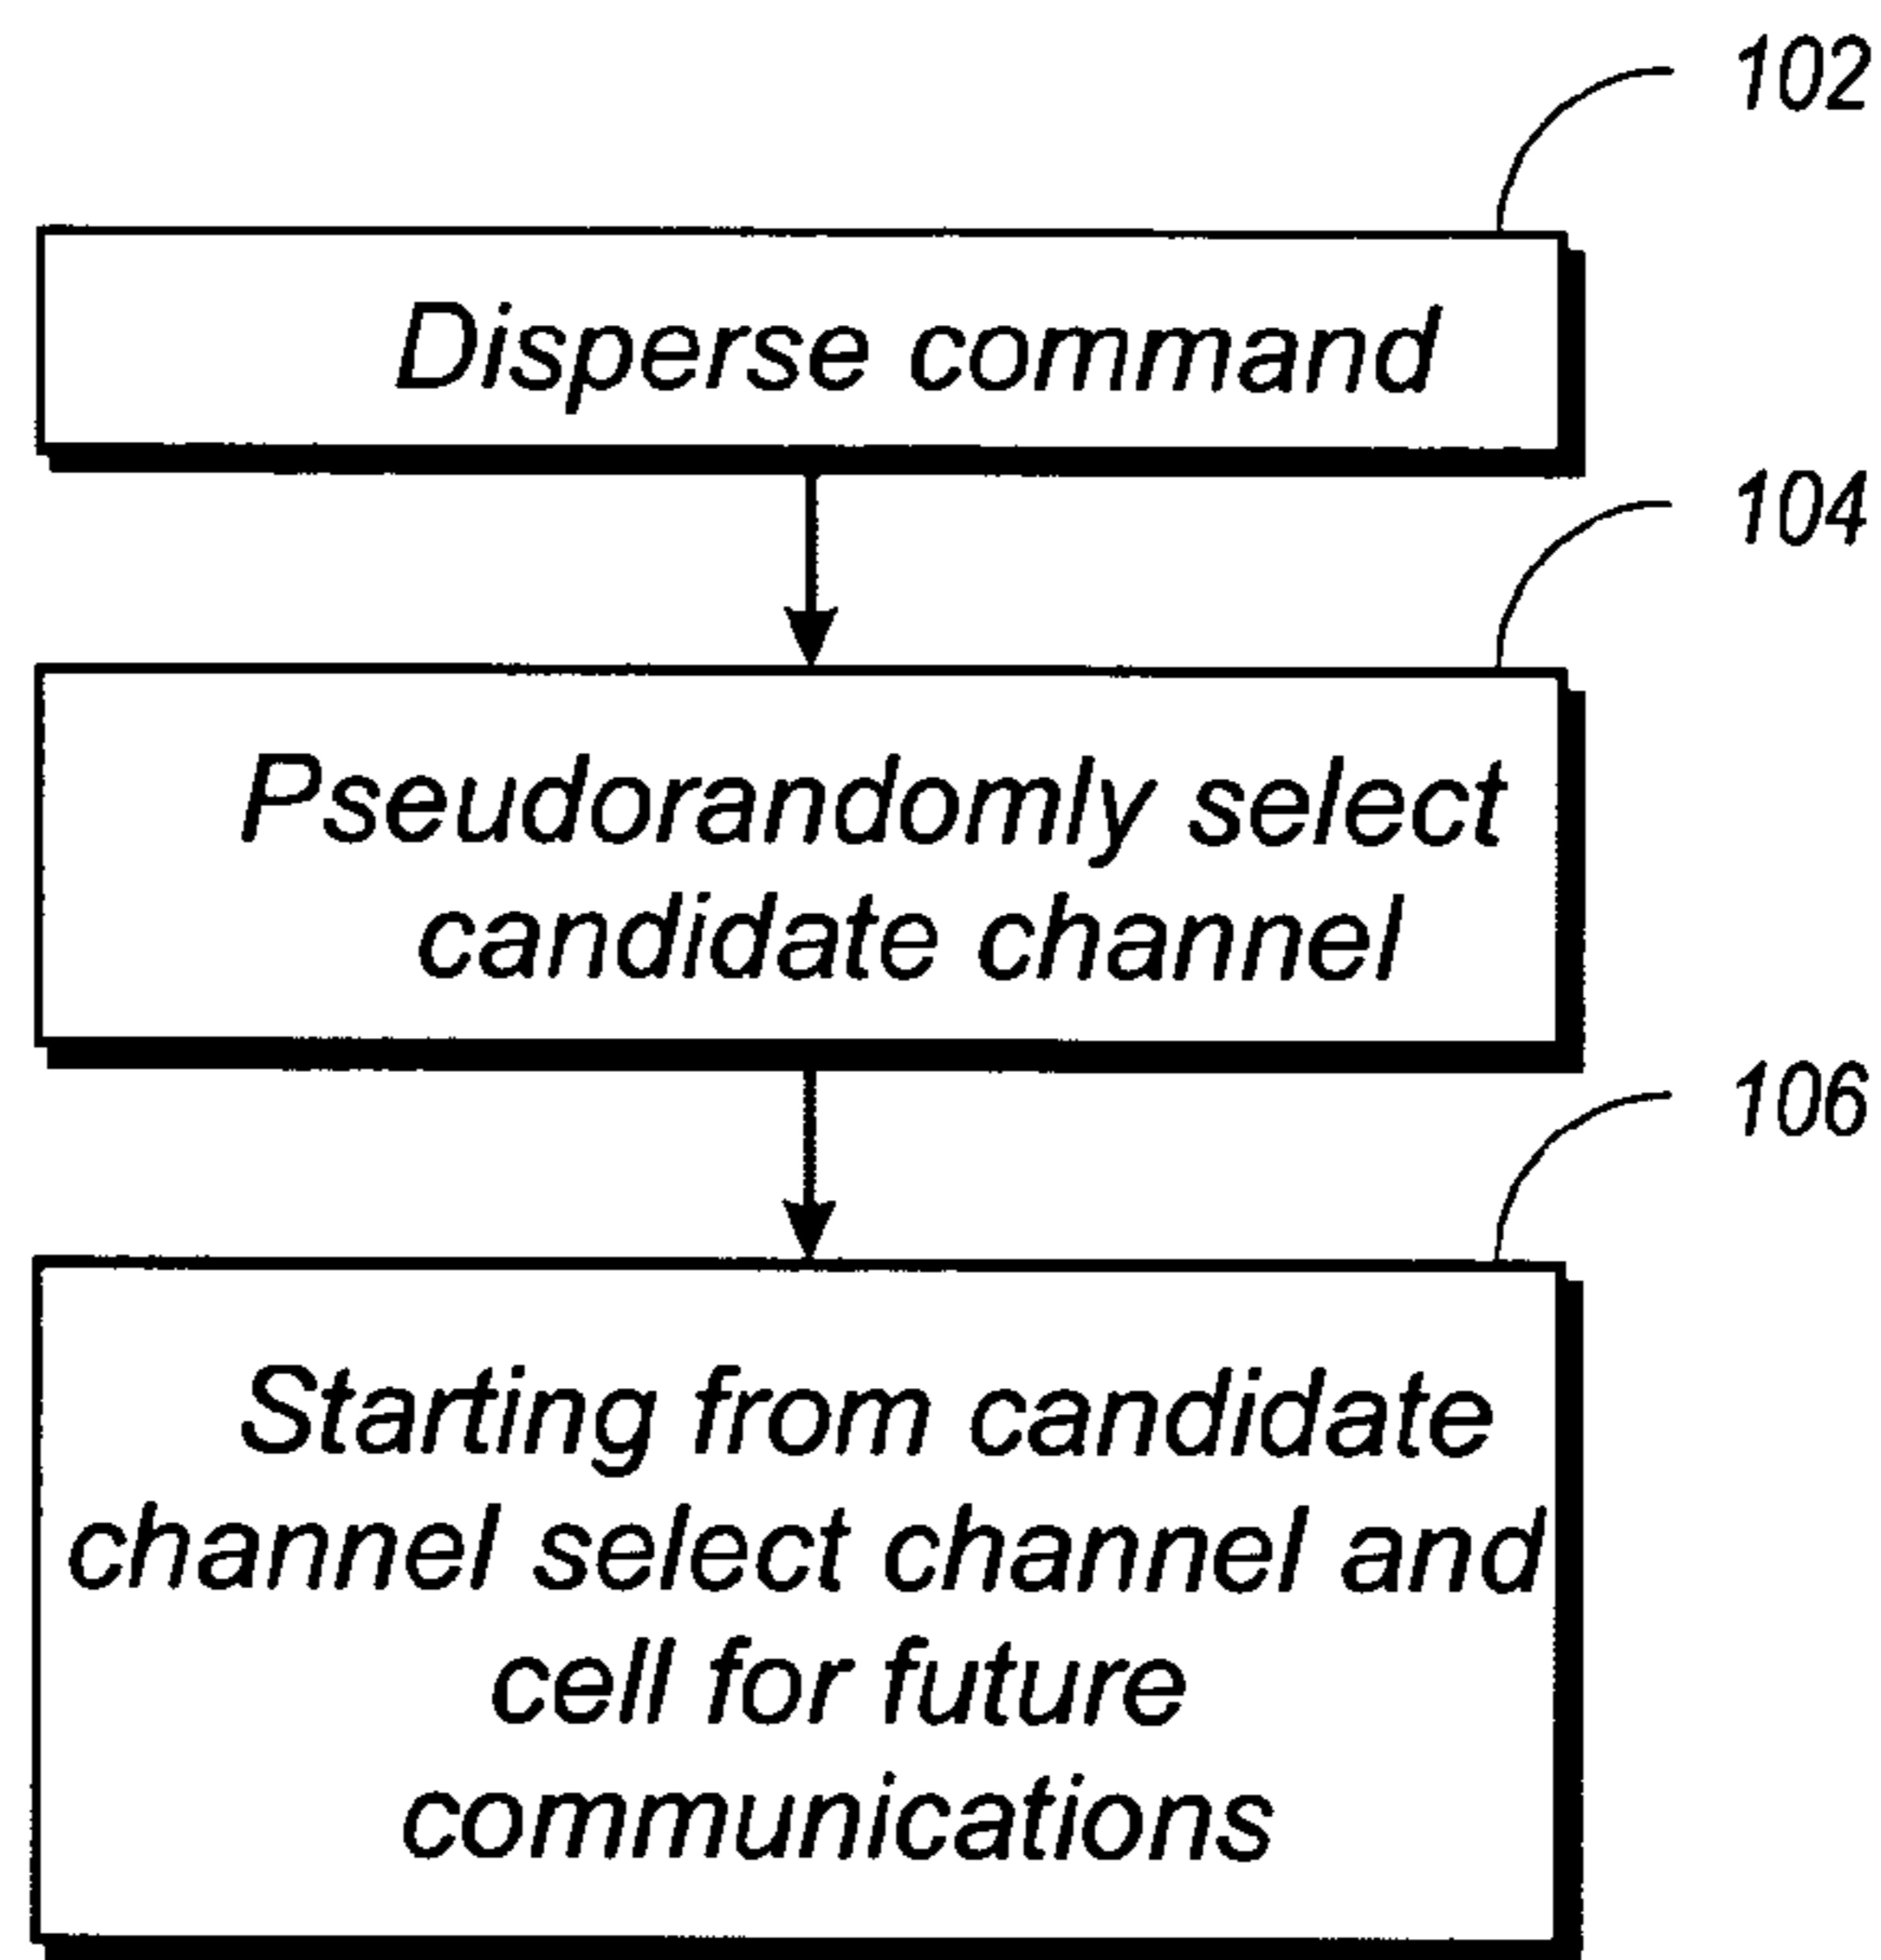 102
Disperse command
104
Pseudorandomly select
candidate channel
106
Starting from candidate
channel select channel and
cell for future
communications